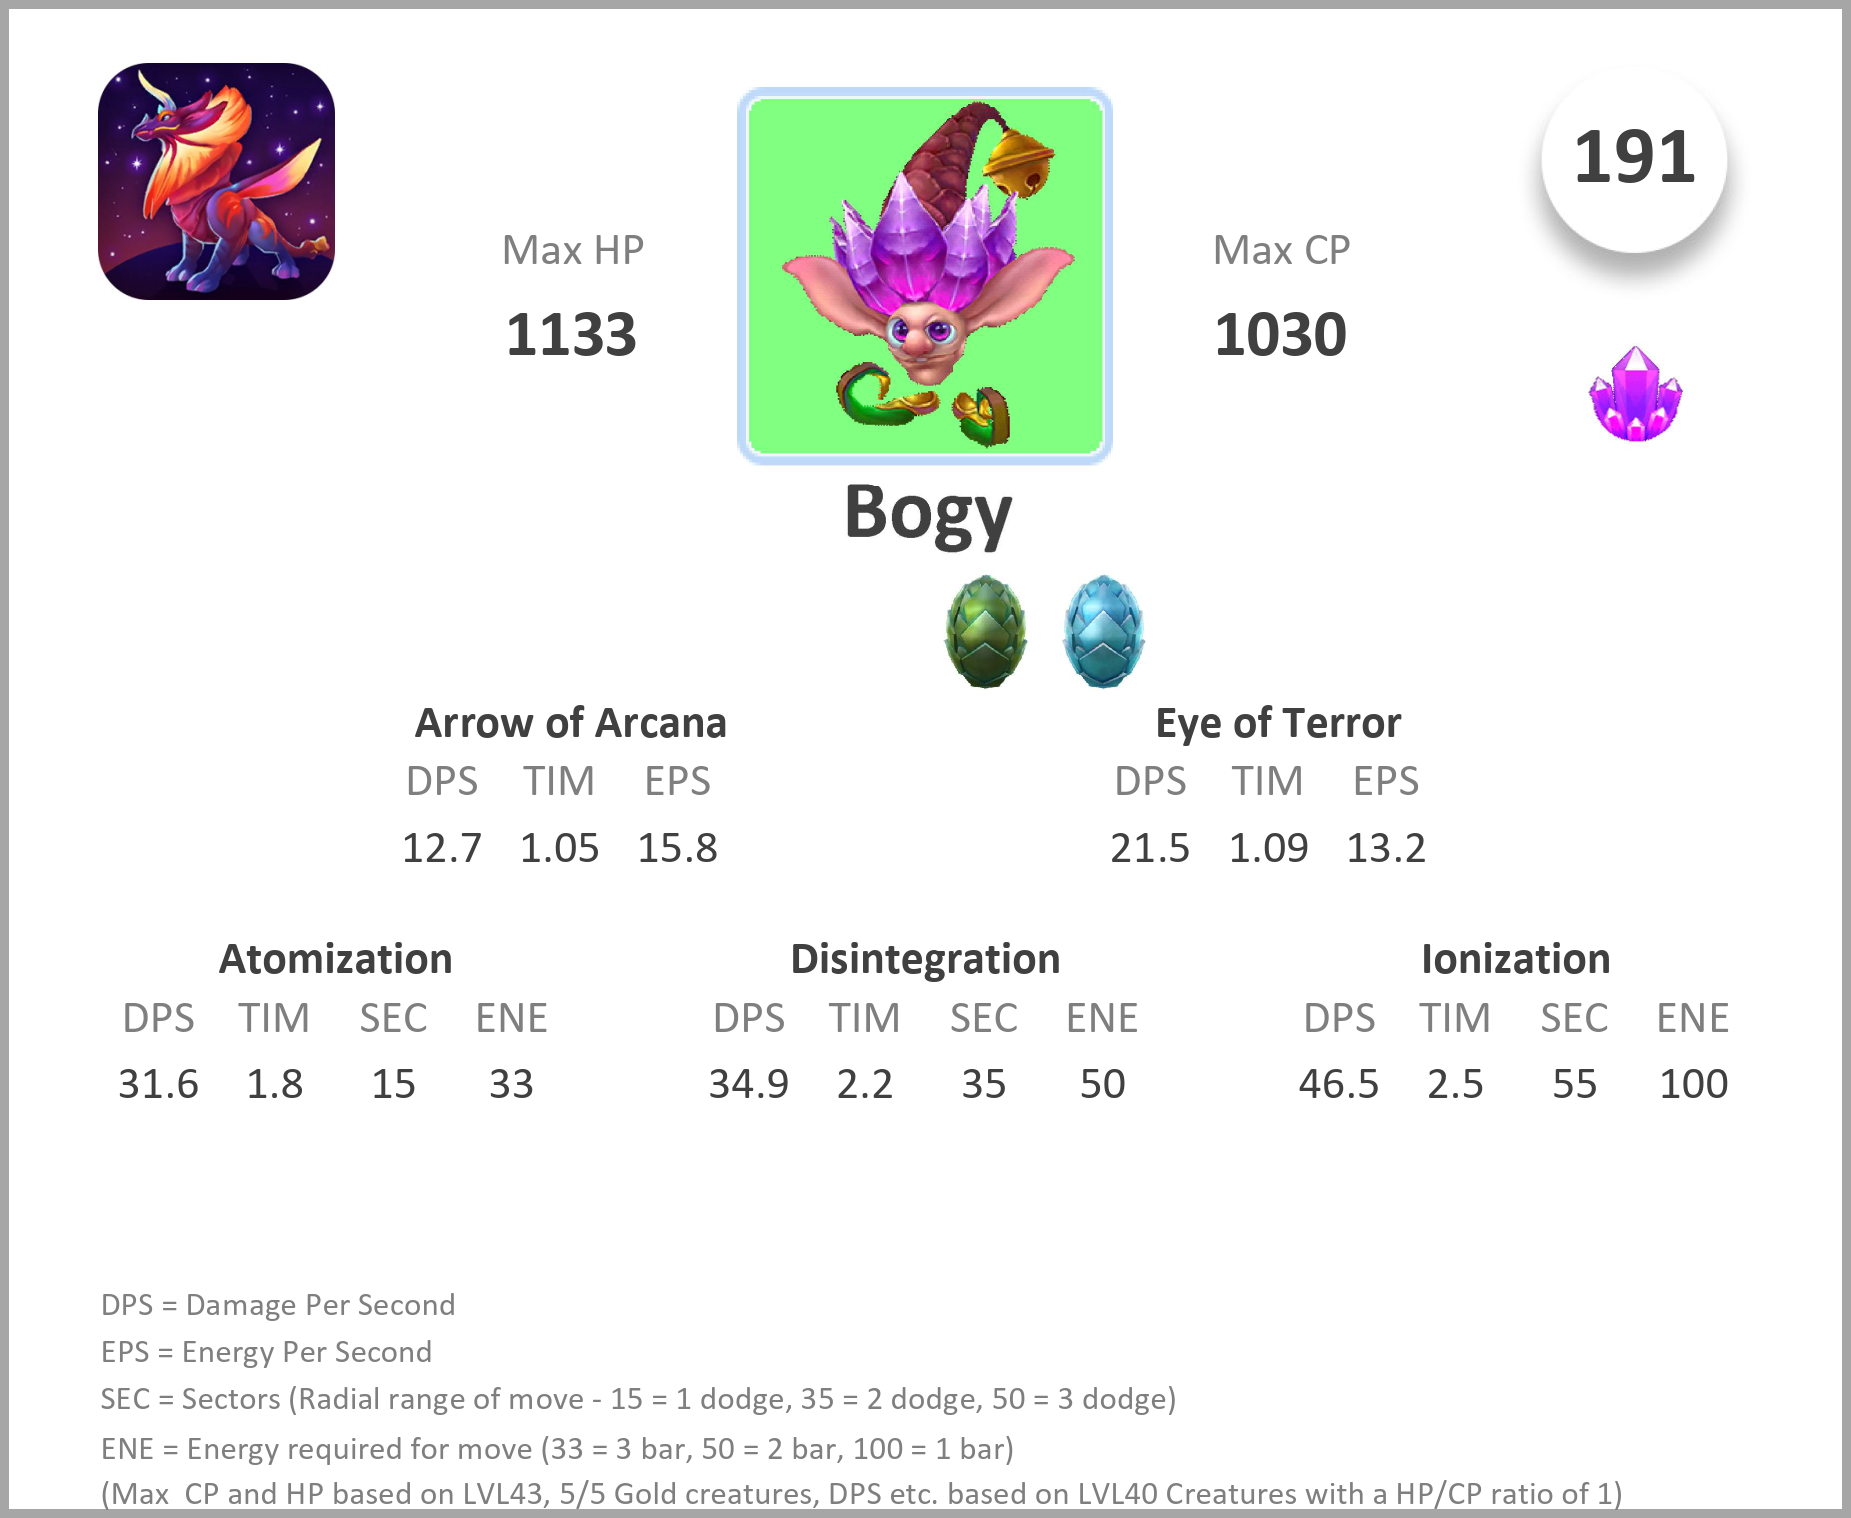 191
Max HP
Max CP
1133
1030
Bogy
Arrow of Arcana
Eye of Terror
DPS TIM EPS
DPS TIM EPS
12.7 1.05 15.8
21.5 1.09 13.2
Atomization
Disintegration
Ionization
DPS TIM SEC ENE
DPS TIM SEC ENE
DPS TIM SEC ENE
31.6 1.8 15 33
34.9 2.2 35 50
46.5 2.5 55 100
DPS = Damage Per Second
EPS = Energy Per Second
SEC = Sectors (Radial range of move - 15 = 1 dodge, 35 = 2 dodge, 50 = 3 dodge)
ENE = Energy required for move (33 = 3 bar, 50 = 2 bar, 100 = 1 bar)
(Max  CP and HP based on LVL43, 5/5 Gold creatures, DPS etc. based on LVL40 Creatures with a HP/CP ratio of 1)